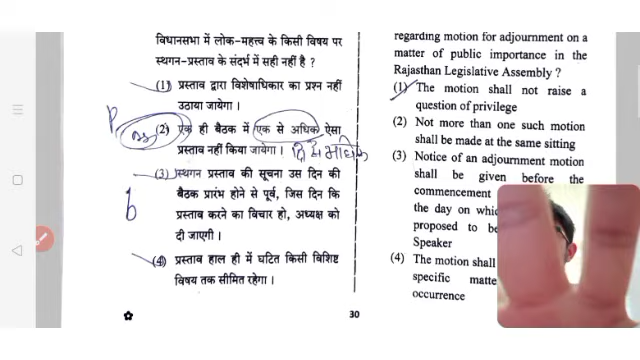 विधानसभा में लोक-महत्व के किसी विषय पर
स्थगन-प्रस्ताव के संदर्भ में सही नहीं है ?
(1) प्रस्ताव द्वारा विशेषाधिकार का प्रश्न नहीं
उठाया जायेगा।
(2) एक ही बैठक में एक से अधिक ऐसा
प्रस्ताव नहीं किया जायेगा।
(3) स्थगन प्रस्ताव की सूचना उस दिन की
बैठक प्रारंभ होने से पूर्व, जिस दिन कि
प्रस्ताव करने का विचार हो, अध्यक्ष को
दी जाएगी।
(4) प्रस्ताव हाल ही में घटित किसी विशिष्ट
विषय तक सीमित रहेगा।
regarding motion for adjournment on a
matter of public importance in the
Rajasthan Legislative Assembly ?
(1) The motion shall not raise a
question of privilege
(2) Not more than one such motion
shall be made at the same sitting
(3) Notice of an adjournment motion
shall be given before the
commencement
the day on
proposed to be
Speaker
(4) The motion shall
specific
occurrence
30